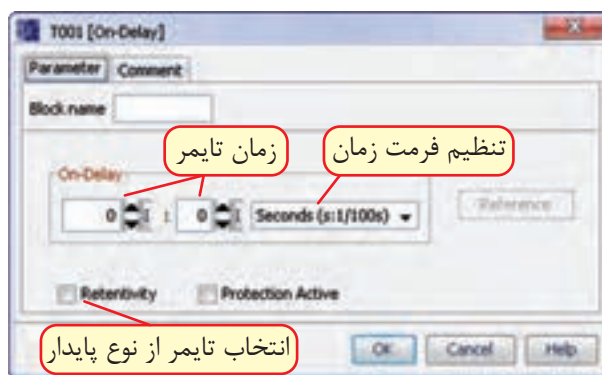 T001 [On-Delay]
Parameter Comment
Block name
زمان تایمر
تنظیم فرمت زمان
On-Delay
0 : 0 Seconds (s:1/100s)
Reference
Retentivity Protection Active
انتخاب تایمر از نوع پایدار
OK Cancel Help